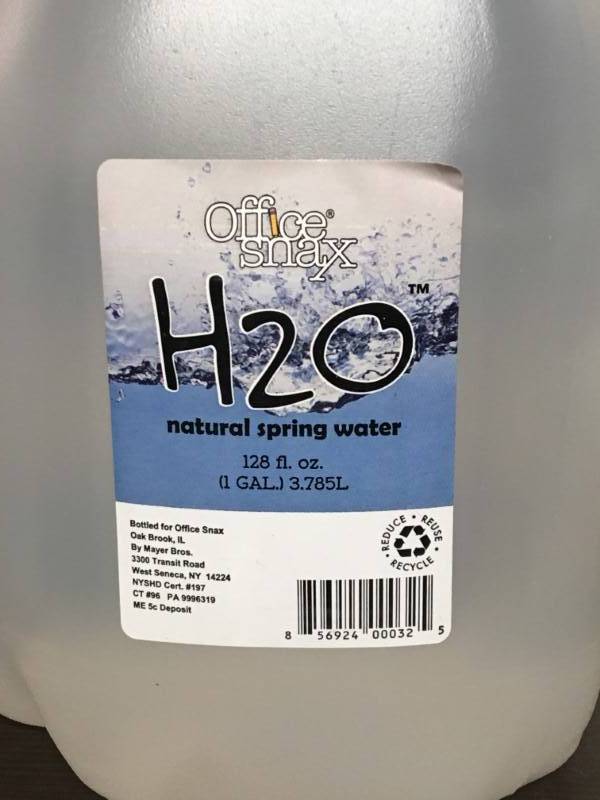 Office®
snax
H2O™
natural spring water
128 fl. oz.
(1 GAL.) 3.785L
Bottled for Office Snax
Oak Brook, IL
By Mayer Bros.
3300 Transit Road
West Seneca, NY 14224
NYSHD Cert. #197
CT #96 PA 9996319
ME 5c Deposit
REDUCE • REUSE • RECYCLE •
8 56924 00032 5